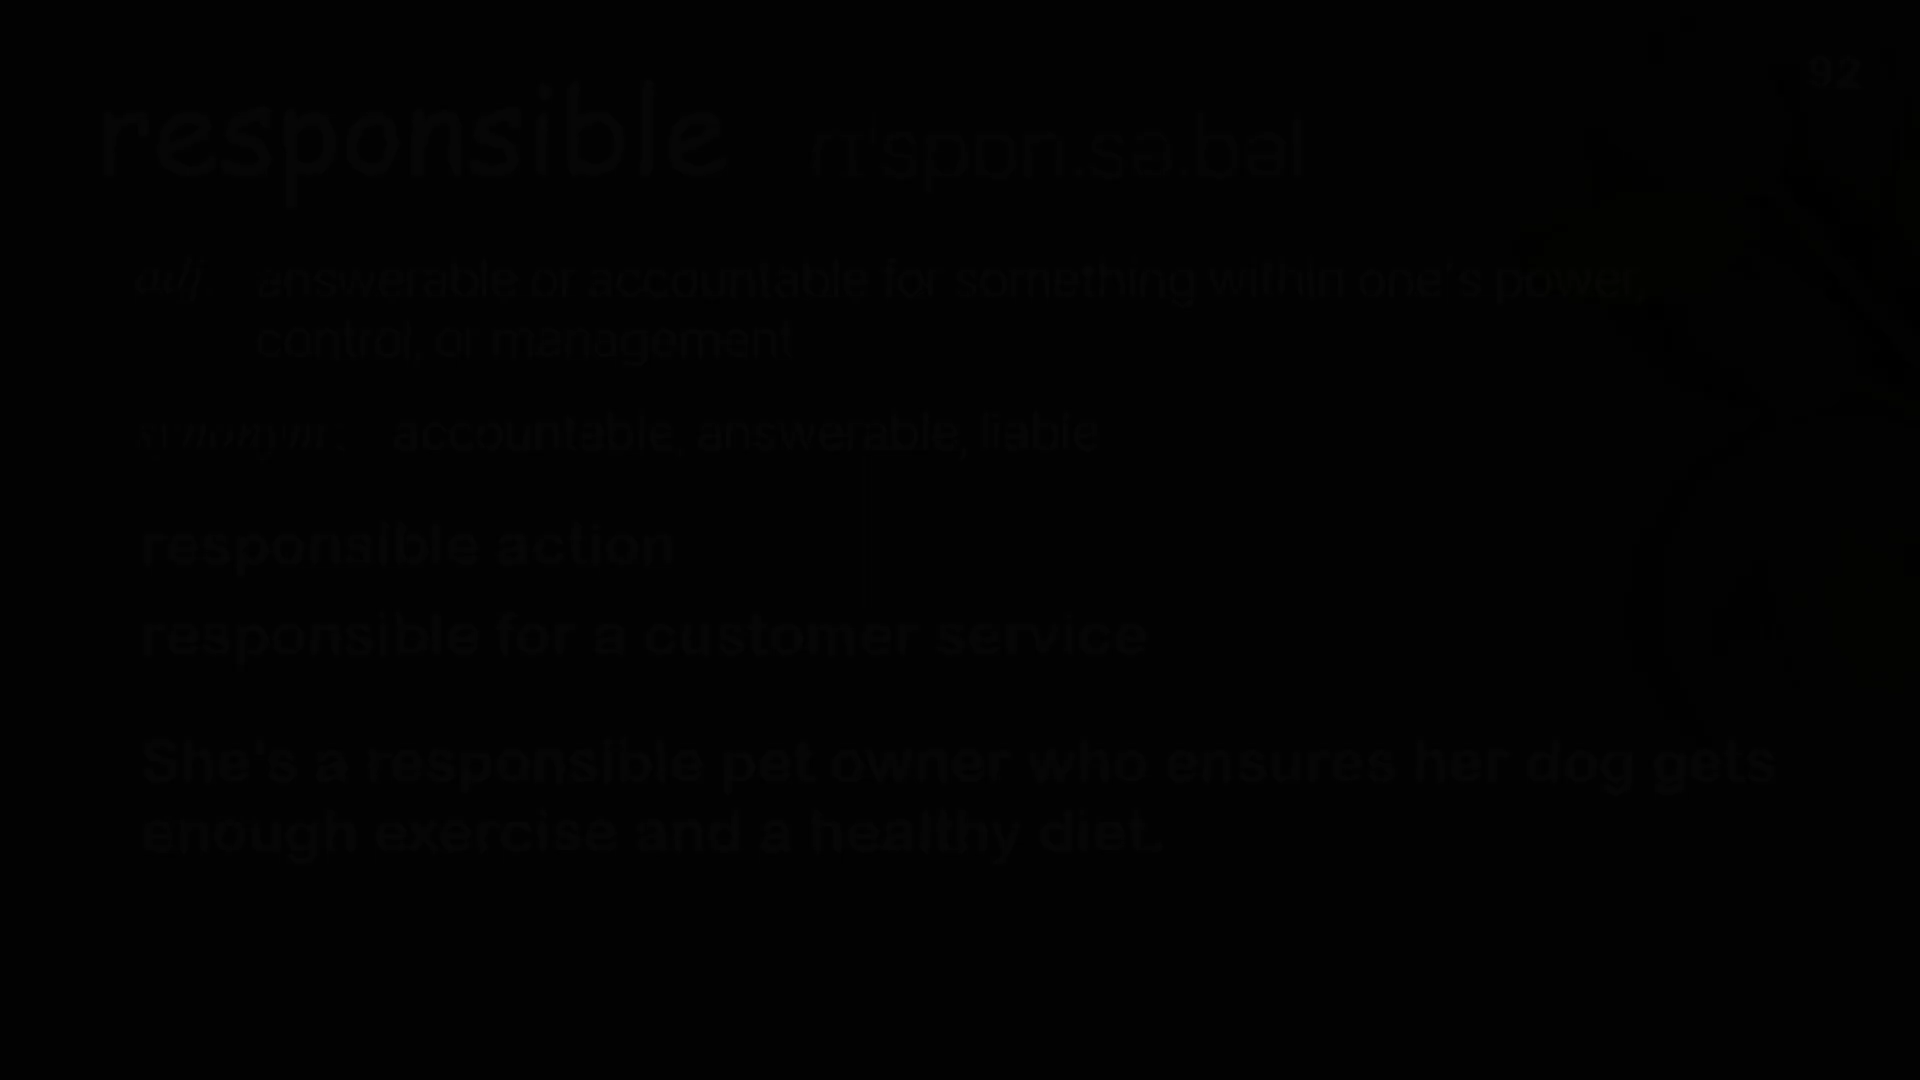 92
responsible rɪˈspɑn.sə.bəl
adj. answerable or accountable for something within one's power,
control, or management
synonym: accountable, answerable, liable
responsible action
responsible for a customer service
She's a responsible pet owner who ensures her dog gets
enough exercise and a healthy diet.